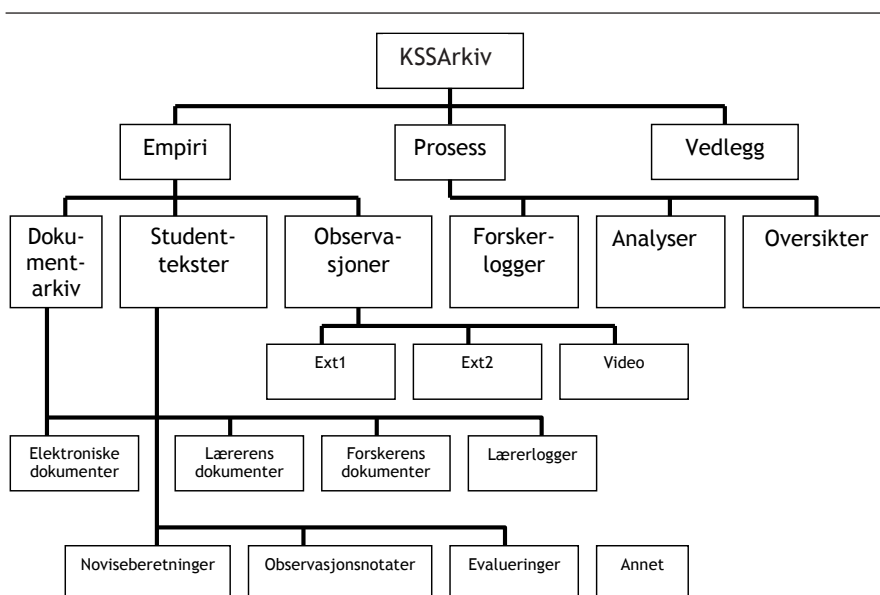 KSSArkiv
Empiri
Prosess
Vedlegg
Doku-
ment-
arkiv
Student-
tekster
Observa-
sjoner
Forsker-
logger
Analyser
Oversikter
Ext1
Ext2
Video
Elektroniske
dokumenter
Lærerens
dokumenter
Forskerens
dokumenter
Lærerlogger
Noviseberetninger
Observasjonsnotater
Evalueringer
Annet